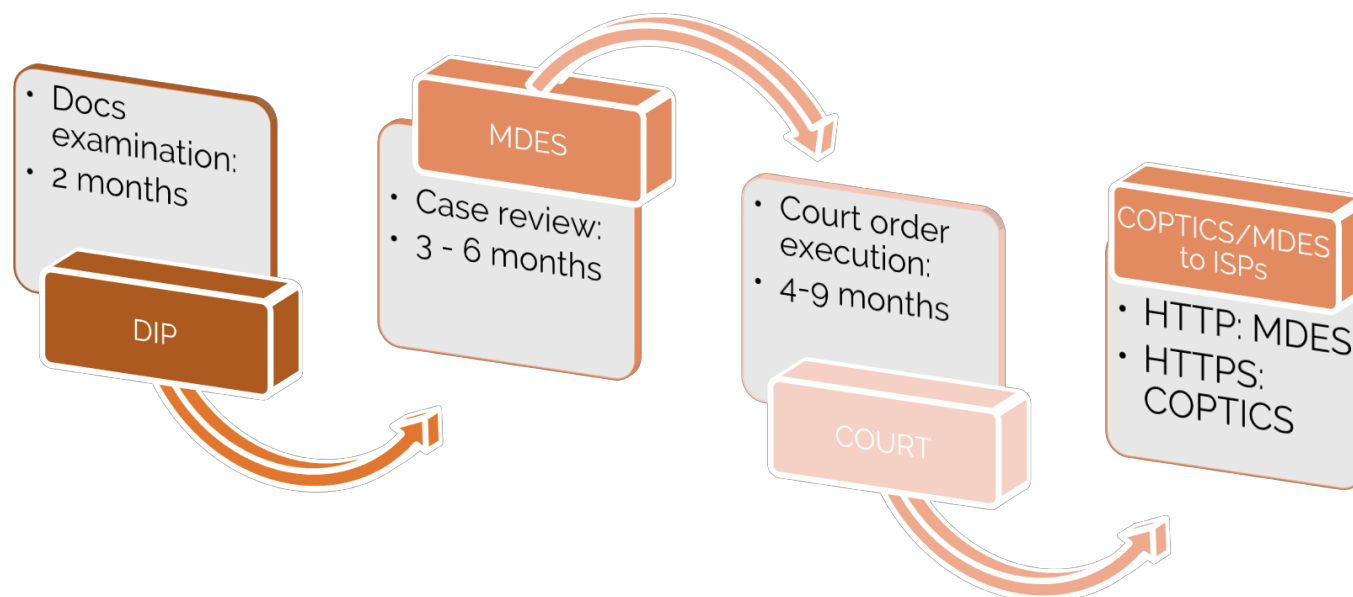 • Docs
examination:
• 2 months
DIP
MDES
• Case review:
• 3 - 6 months
• Court order
execution:
• 4-9 months
COURT
COPTICS/MDES
to ISPs
• HTTP: MDES
• HTTPS:
COPTICS